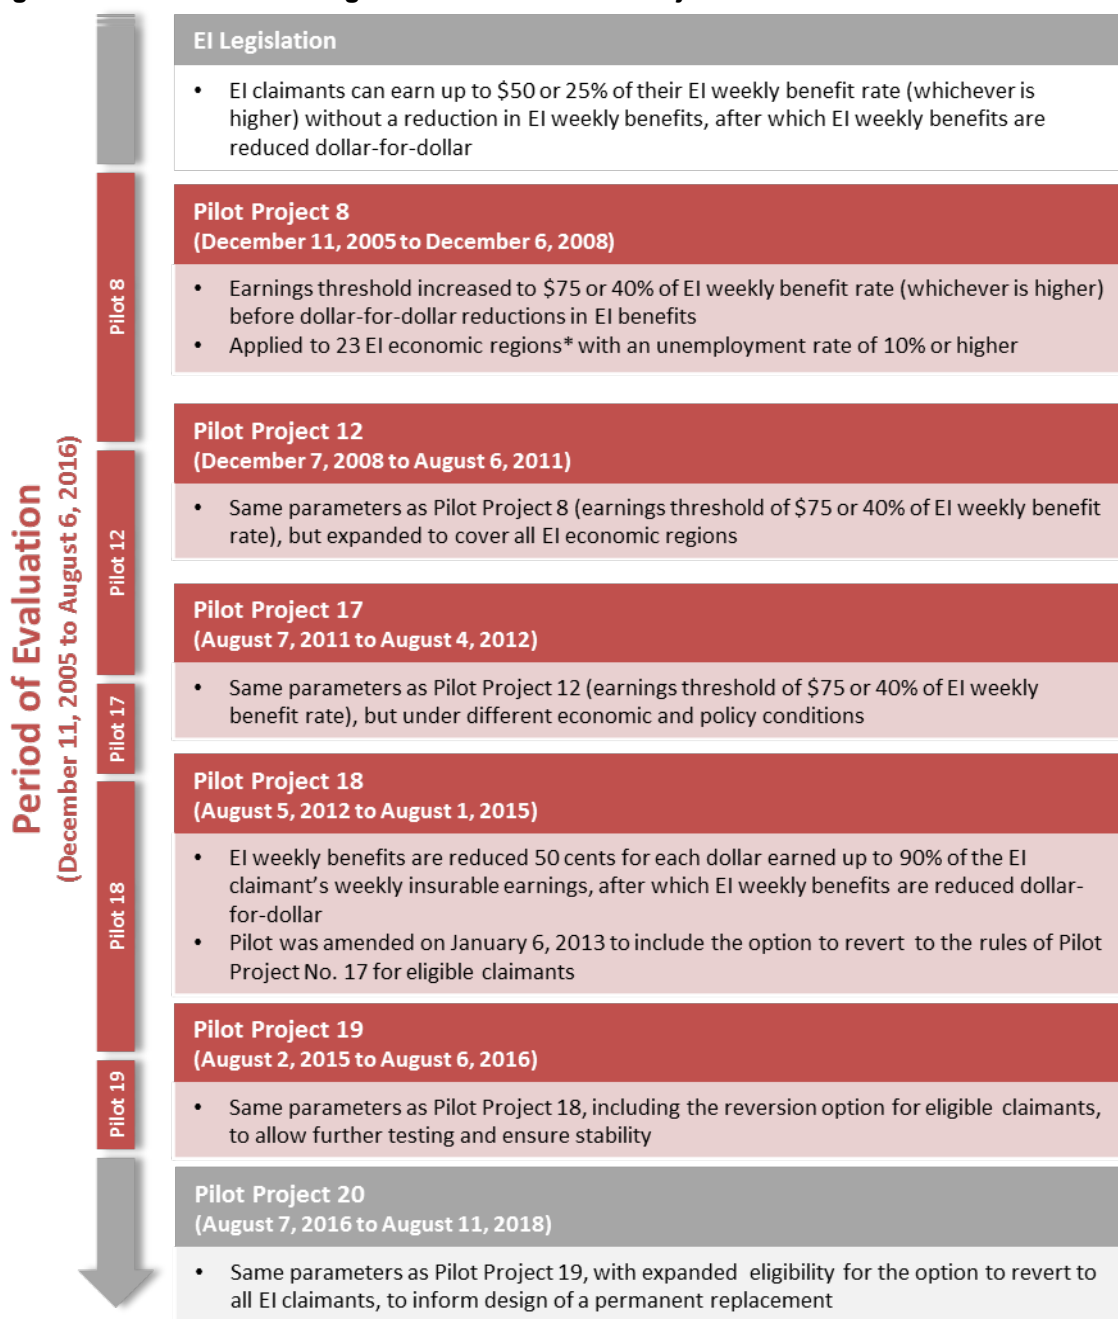 EI Legislation
• EI claimants can earn up to $50 or 25% of their EI weekly benefit rate (whichever is
higher) without a reduction in EI weekly benefits, after which EI weekly benefits are
reduced dollar-for-dollar
Period of Evaluation
(December 11, 2005 to August 6, 2016)
Pilot 8
Pilot Project 8
(December 11, 2005 to December 6, 2008)
• Earnings threshold increased to $75 or 40% of EI weekly benefit rate (whichever is higher)
before dollar-for-dollar reductions in EI benefits
• Applied to 23 EI economic regions* with an unemployment rate of 10% or higher
Pilot 12
Pilot Project 12
(December 7, 2008 to August 6, 2011)
• Same parameters as Pilot Project 8 (earnings threshold of $75 or 40% of EI weekly benefit
rate), but expanded to cover all EI economic regions
Pilot 17
Pilot Project 17
(August 7, 2011 to August 4, 2012)
• Same parameters as Pilot Project 12 (earnings threshold of $75 or 40% of EI weekly
benefit rate), but under different economic and policy conditions
Pilot 18
Pilot Project 18
(August 5, 2012 to August 1, 2015)
• EI weekly benefits are reduced 50 cents for each dollar earned up to 90% of the EI
claimant's weekly insurable earnings, after which EI weekly benefits are reduced dollar-
for-dollar
• Pilot was amended on January 6, 2013 to include the option to revert to the rules of Pilot
Project No. 17 for eligible claimants
Pilot 19
Pilot Project 19
(August 2, 2015 to August 6, 2016)
• Same parameters as Pilot Project 18, including the reversion option for eligible claimants,
to allow further testing and ensure stability
Pilot Project 20
(August 7, 2016 to August 11, 2018)
• Same parameters as Pilot Project 19, with expanded eligibility for the option to revert to
all EI claimants, to inform design of a permanent replacement